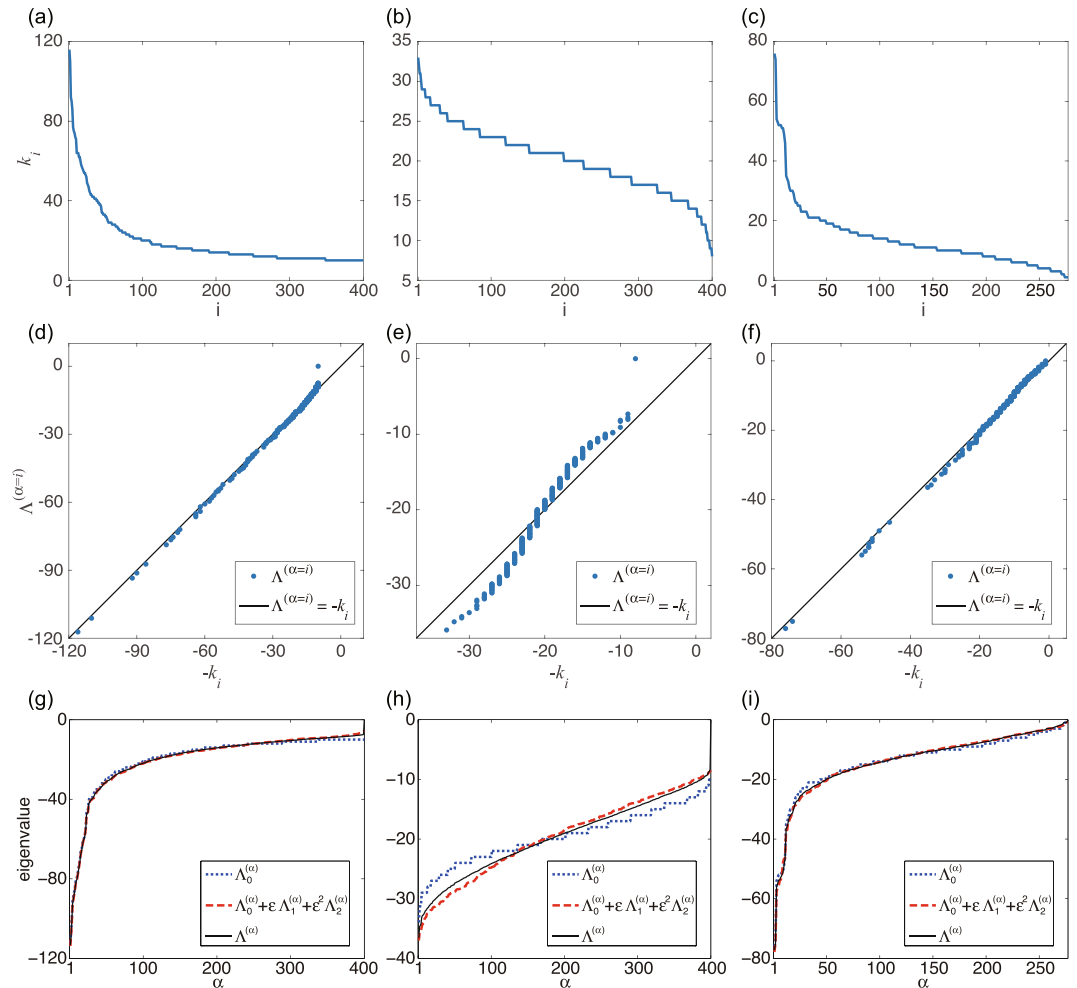 (a)
(b)
(c)
120
80
40
0
k_i
1
100
200
300
400
i
35
30
25
20
15
10
5
1
100
200
300
400
i
80
60
40
20
0
1
50
100
150
200
250
i
(d)
(e)
(f)
0
-30
-60
-90
-120
Λ^(α=i)
-120
-90
-60
-30
0
-k_i
Λ^(α=i)
Λ^(α=i) = -k_i
0
-10
-20
-30
-30
-20
-10
0
-k_i
Λ^(α=i)
Λ^(α=i) = -k_i
0
-20
-40
-60
-80
-80
-60
-40
-20
0
-k_i
Λ^(α=i)
Λ^(α=i) = -k_i
(g)
(h)
(i)
0
−40
−80
−120
eigenvalue
1
100
200
300
400
α
Λ_0^(α)
Λ_0^(α)+ε Λ_1^(α)+ε^2 Λ_2^(α)
Λ^(α)
0
−10
−20
−30
−40
1
100
200
300
400
α
Λ_0^(α)
Λ_0^(α)+ε Λ_1^(α)+ε^2 Λ_2^(α)
Λ^(α)
0
−20
−40
−60
−80
1
50
100
150
200
250
α
Λ_0^(α)
Λ_0^(α)+ε Λ_1^(α)+ε^2 Λ_2^(α)
Λ^(α)